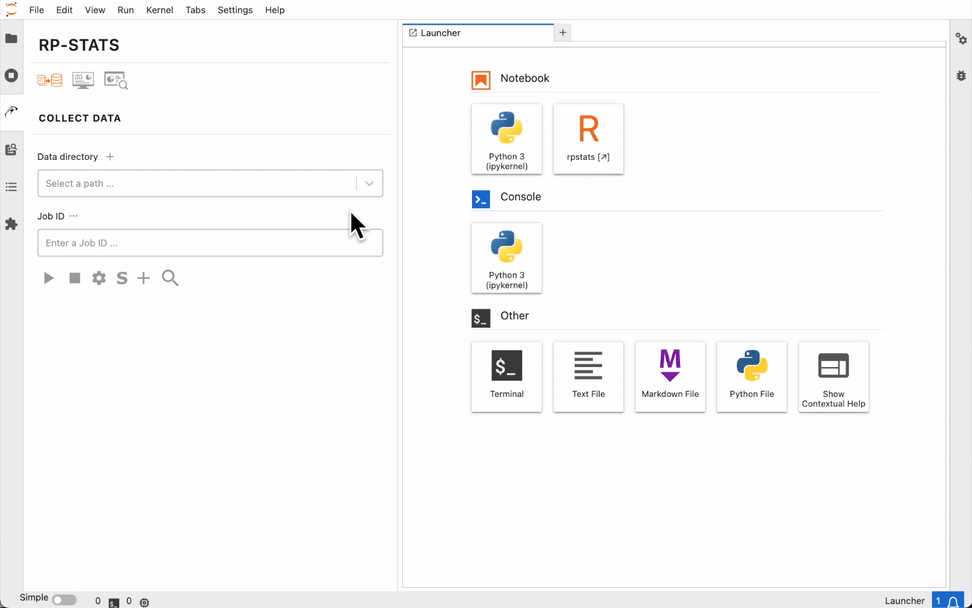 File Edit View Run Kernel Tabs Settings Help
RP-STATS
COLLECT DATA
Data directory +
Select a path ...
Job ID ···
Enter a Job ID ...
S
Launcher
+
Notebook
Python 3
(ipykernel)
R
rpstats [↗]
Console
Python 3
(ipykernel)
$_ Other
$_
Terminal
Text File
M
Markdown File
Python File
Show
Contextual Help
Simple 0 0
Launcher 1